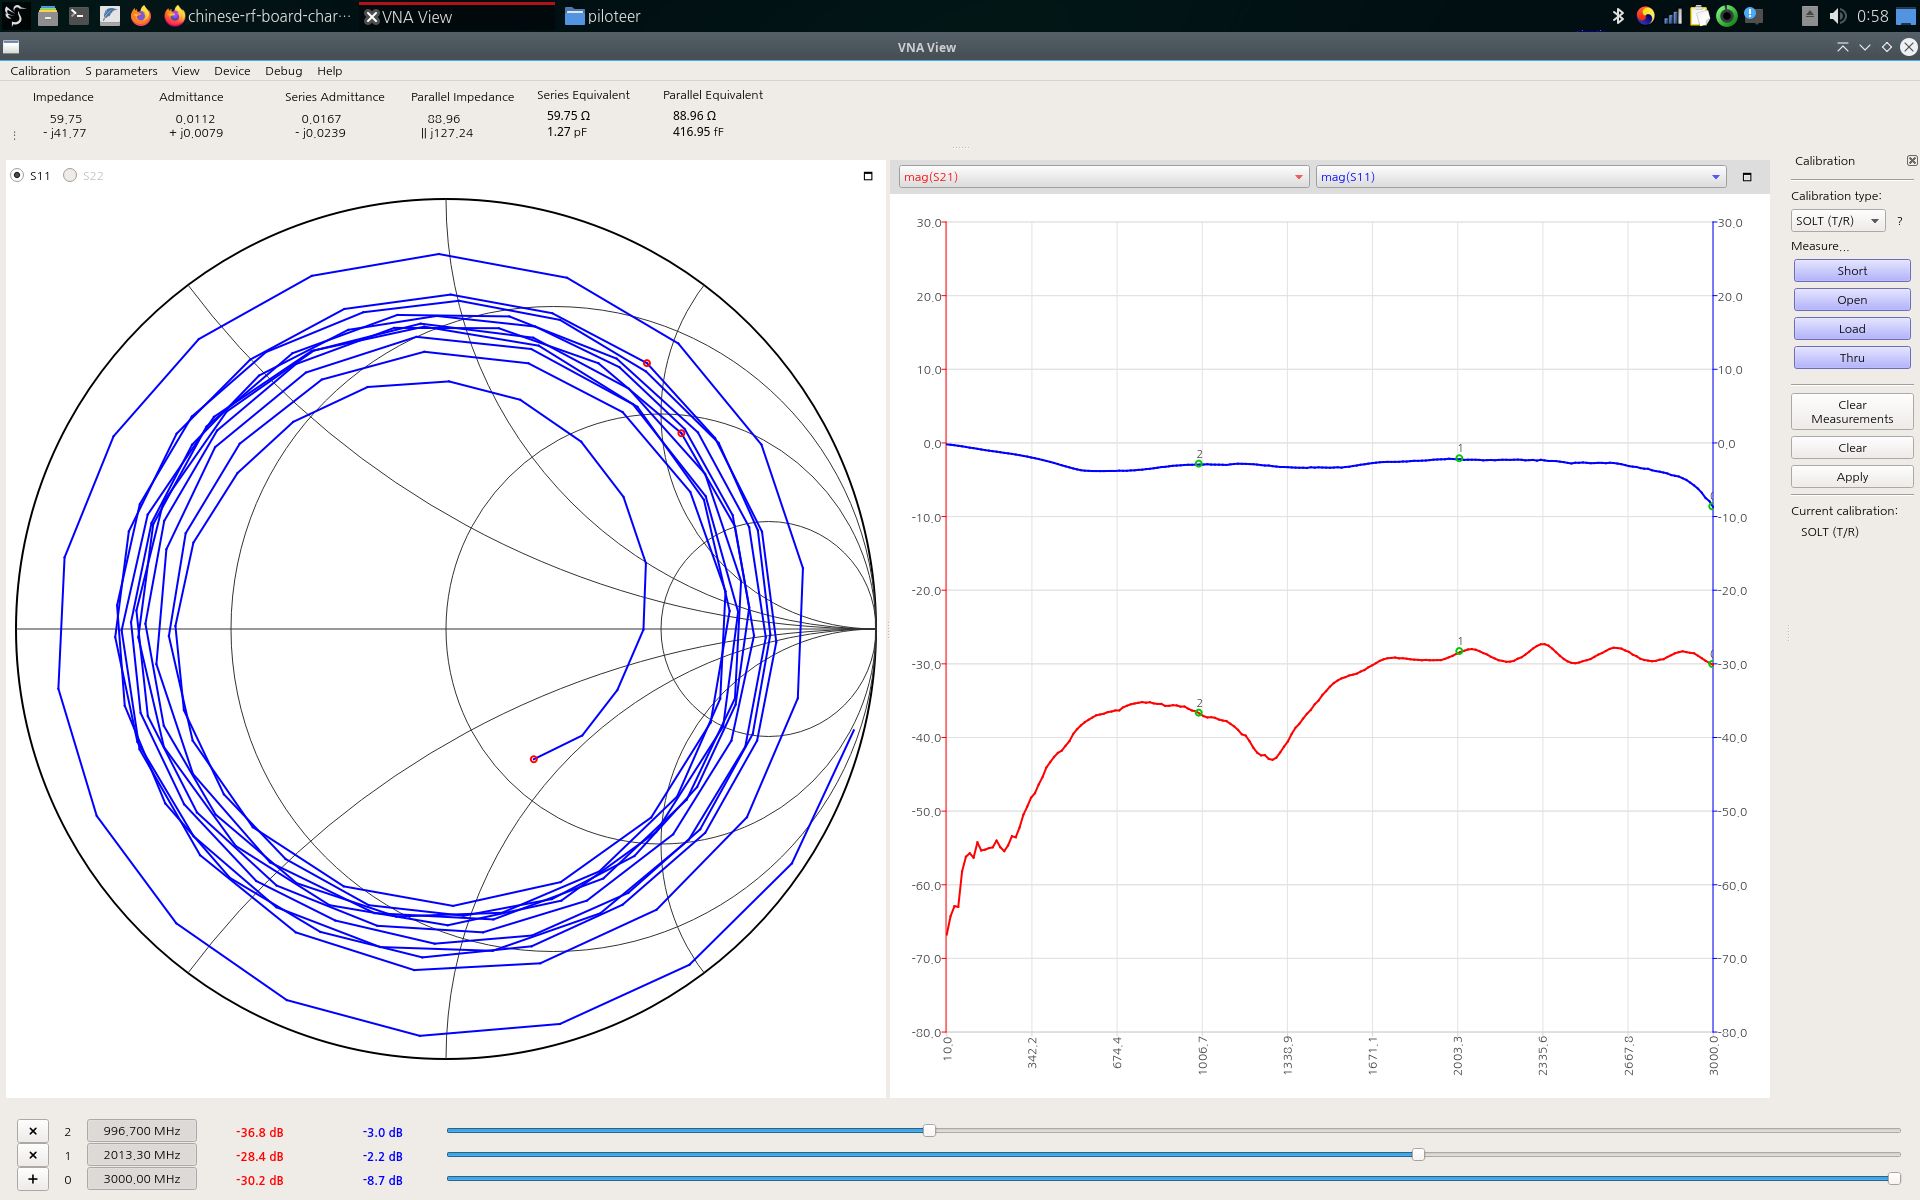 chinese-rf-board-char···
VNA View
piloteer
0:58
VNA View
Calibration S parameters View Device Debug Help
Impedance Admittance Series Admittance Parallel Impedance Series Equivalent Parallel Equivalent
59.75 0.0112 0.0167 88.96 59.75 Ω 88.96 Ω
- j41.77 + j0.0079 - j0.0239 || j127.24 1.27 pF 416.95 fF
S11 S22
mag(S21) mag(S11)
30.0 30.0
20.0 20.0
10.0 10.0
0.0 0.0
-10.0 -10.0
-20.0 -20.0
-30.0 -30.0
-40.0 -40.0
-50.0 -50.0
-60.0 -60.0
-70.0 -70.0
-80.0 -80.0
2 1
1
2
10.0 342.2 674.4 1006.7 1338.9 1671.1 2003.3 2335.6 2667.8 3000.0
Calibration
Calibration type:
SOLT (T/R) ?
Measure...
Short
Open
Load
Thru
Clear
Measurements
Clear
Apply
Current calibration:
SOLT (T/R)
× 2 996.700 MHz -36.8 dB -3.0 dB
× 1 2013.30 MHz -28.4 dB -2.2 dB
+ 0 3000.00 MHz -30.2 dB -8.7 dB